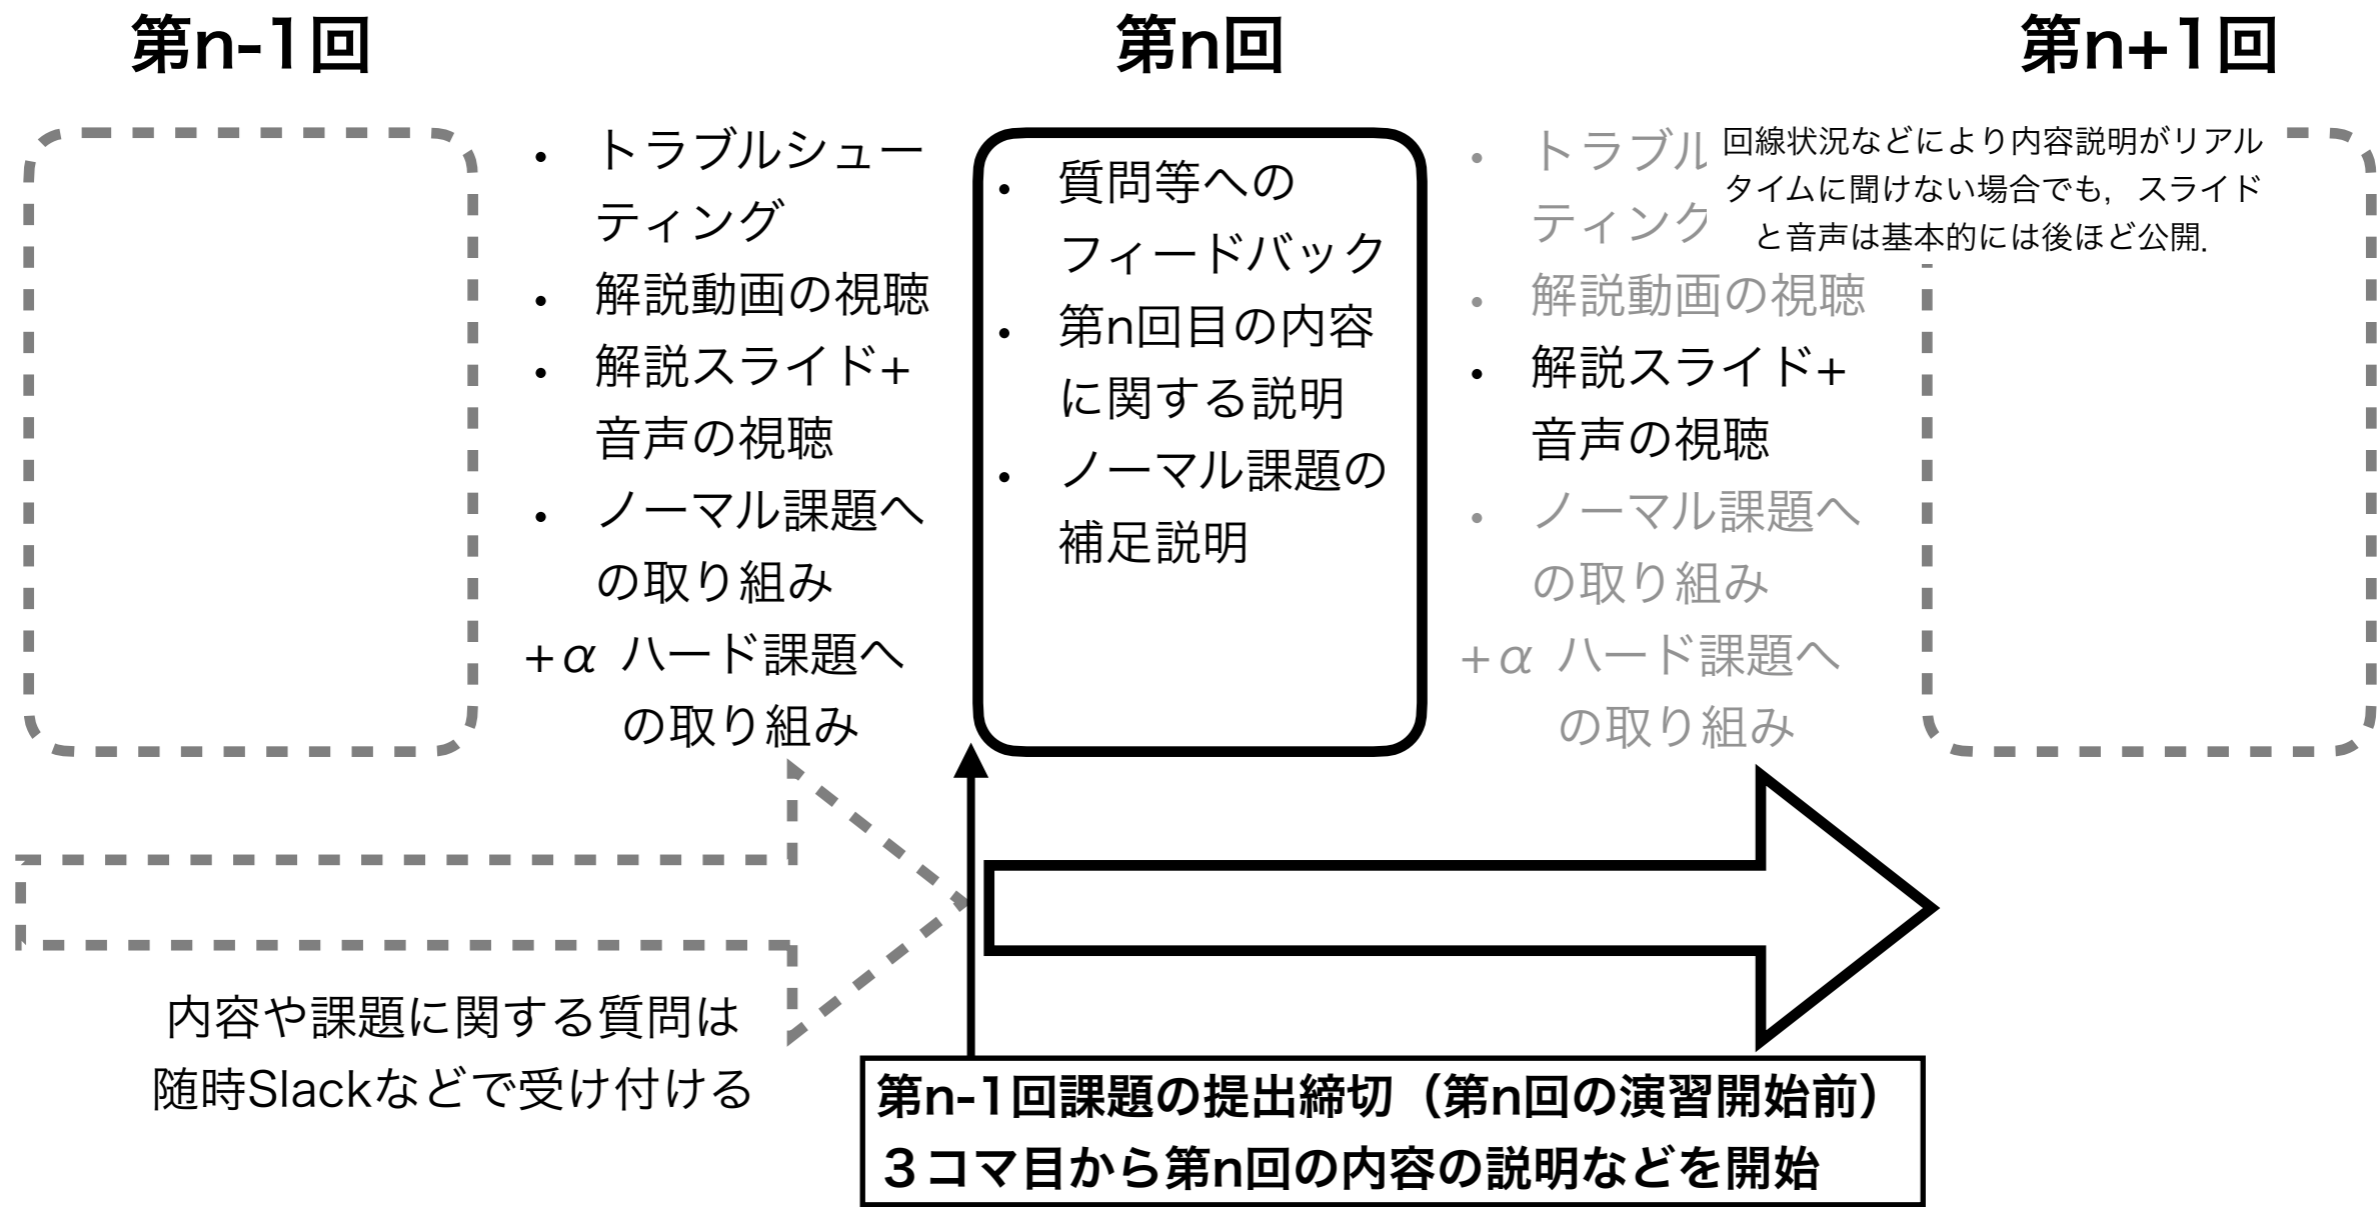 第n-1回
第n回
第n+1回
・ トラブルシュー
ティング
・ 解説動画の視聴
・ 解説スライド+
音声の視聴
・ ノーマル課題へ
の取り組み
+α ハード課題へ
の取り組み
・ 質問等への
フィードバック
・ 第n回目の内容
に関する説明
・ ノーマル課題の
補足説明
・ トラブル
ティング
・ 解説動画の視聴
・ 解説スライド+
音声の視聴
・ ノーマル課題へ
の取り組み
+α ハード課題へ
の取り組み
回線状況などにより内容説明がリアル
タイムに聞けない場合でも，スライド
と音声は基本的には後ほど公開．
内容や課題に関する質問は
随時Slackなどで受け付ける
第n-1回課題の提出締切（第n回の演習開始前）
３コマ目から第n回の内容の説明などを開始